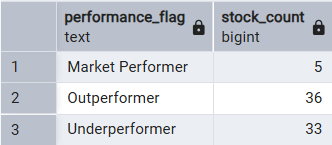 performance_flag stock_count
text bigint
1 Market Performer 5
2 Outperformer 36
3 Underperformer 33